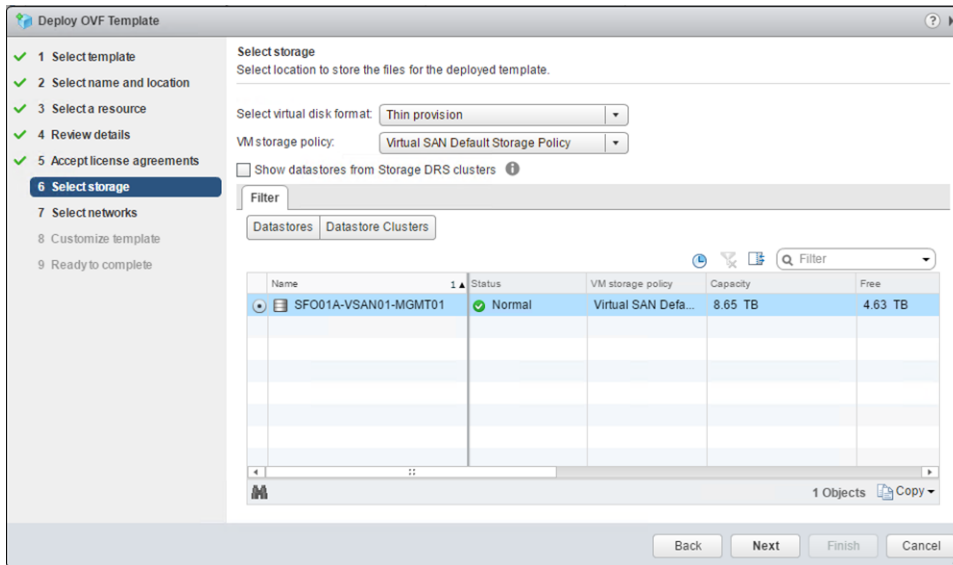 Deploy OVF Template
?
1 Select template
2 Select name and location
3 Select a resource
4 Review details
5 Accept license agreements
6 Select storage
7 Select networks
8 Customize template
9 Ready to complete
Select storage
Select location to store the files for the deployed template.
Select virtual disk format: Thin provision
VM storage policy: Virtual SAN Default Storage Policy
Show datastores from Storage DRS clusters
Filter
Datastores Datastore Clusters
Filter
Name 1 Status VM storage policy Capacity Free
SFO01A-VSAN01-MGMT01 Normal Virtual SAN Defa... 8.65 TB 4.63 TB
1 Objects Copy
Back Next Finish Cancel